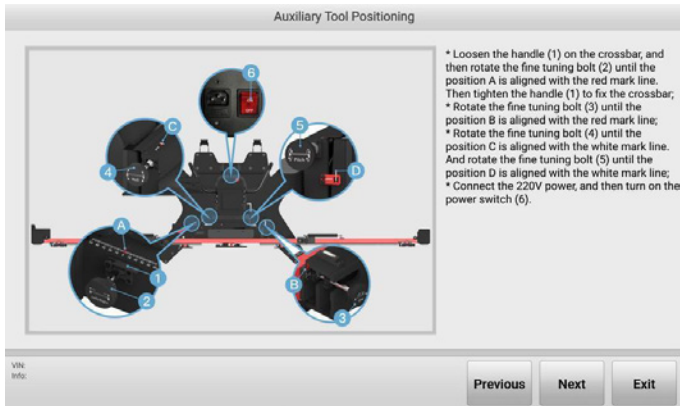 Auxiliary Tool Positioning
* Loosen the handle (1) on the crossbar, and
then rotate the fine tuning bolt (2) until the
position A is aligned with the red mark line.
Then tighten the handle (1) to fix the crossbar;
* Rotate the fine tuning bolt (3) until the
position B is aligned with the red mark line;
* Rotate the fine tuning bolt (4) until the
position C is aligned with the white mark line.
And rotate the fine tuning bolt (5) until the
position D is aligned with the white mark line;
* Connect the 220V power, and then turn on the
power switch (6).
6
C
5
4
D
A
1
B
2
3
VIN:
Info:
Previous
Next
Exit